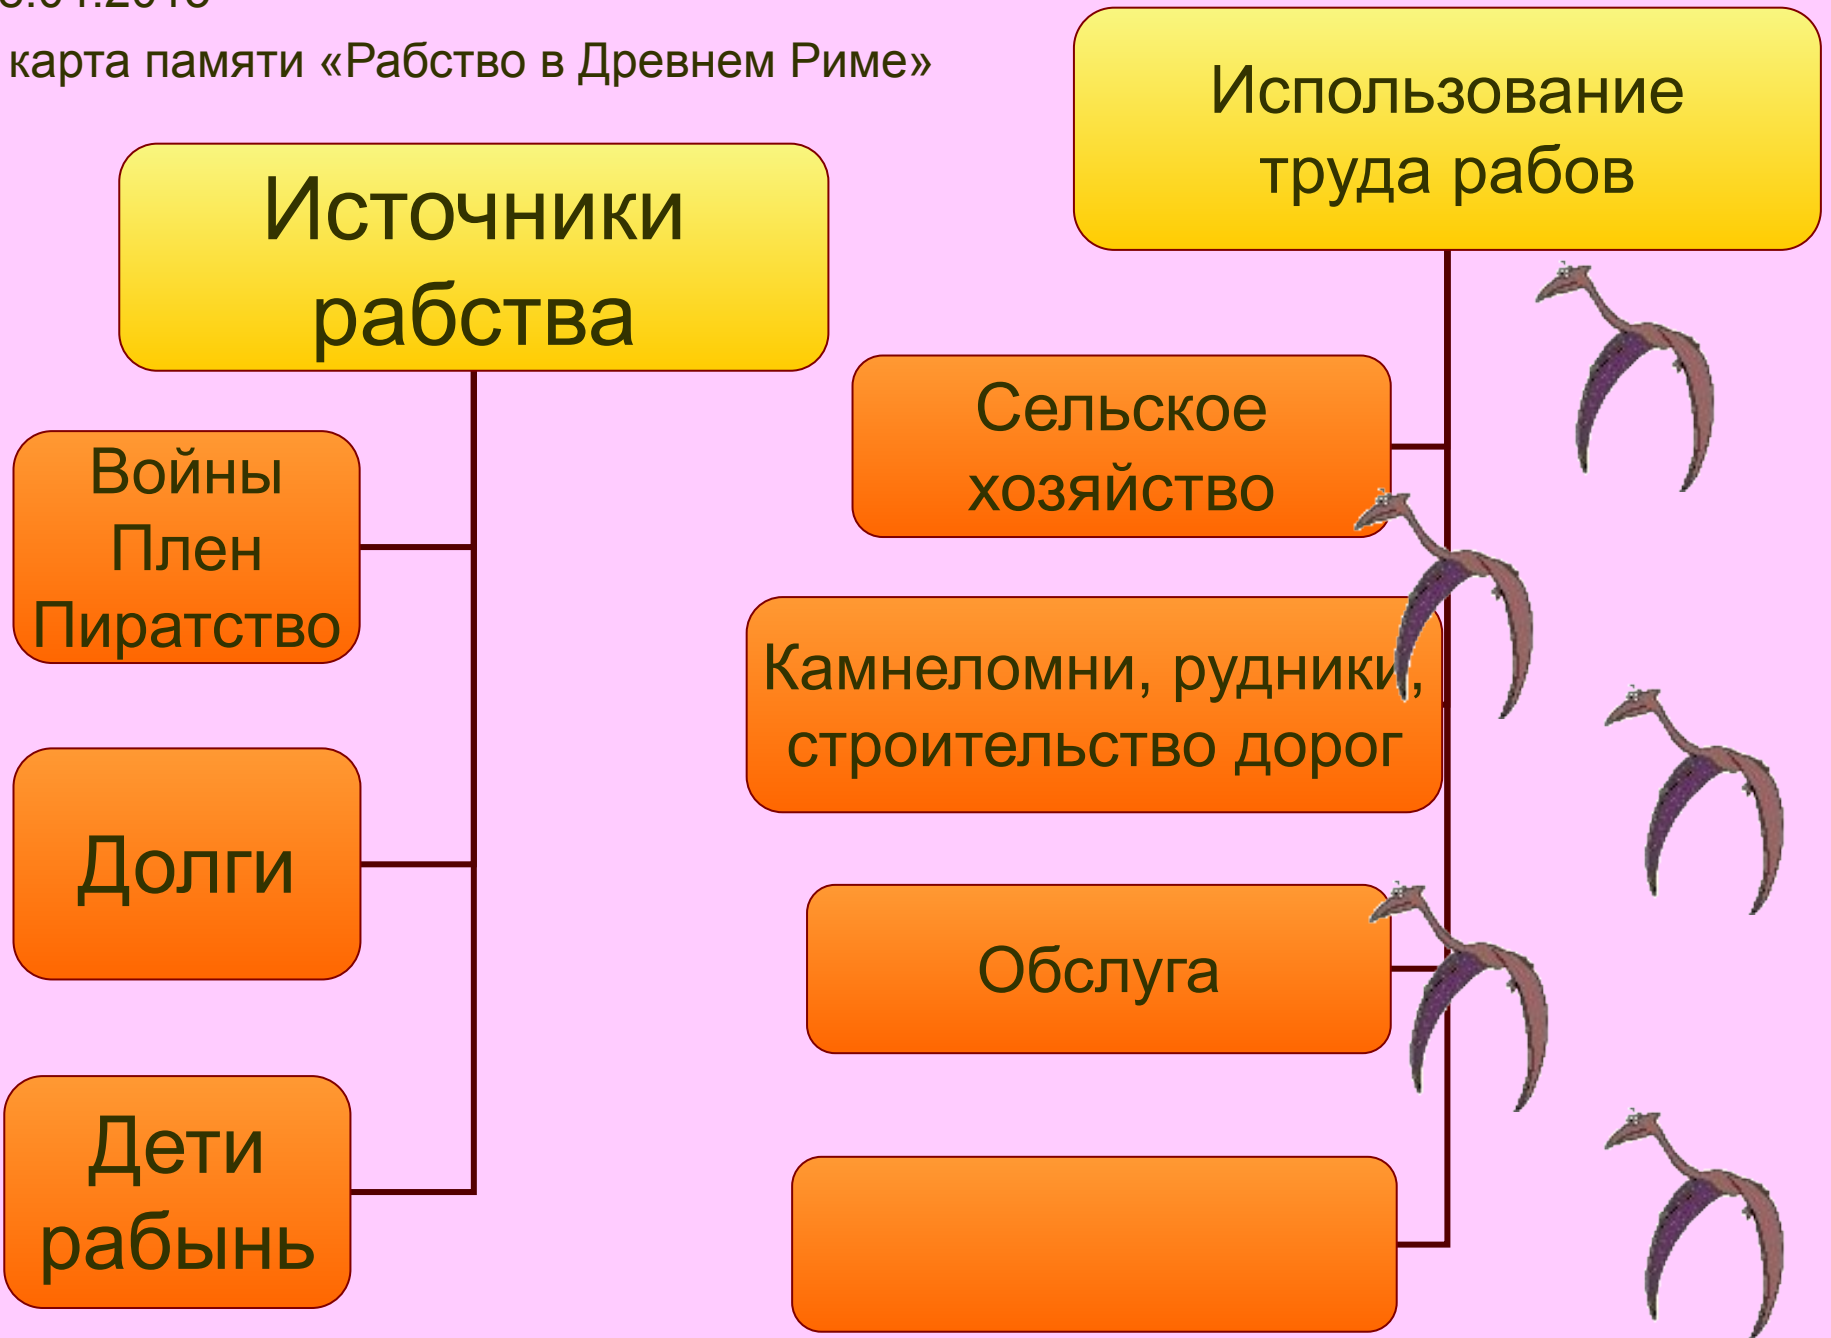 карта памяти «Рабство в Древнем Риме»
Источники
рабства
Войны
Плен
Пиратство
Долги
Дети
рабынь
Использование
труда рабов
Сельское
хозяйство
Камнеломни, рудники,
строительство дорог
Обслуга